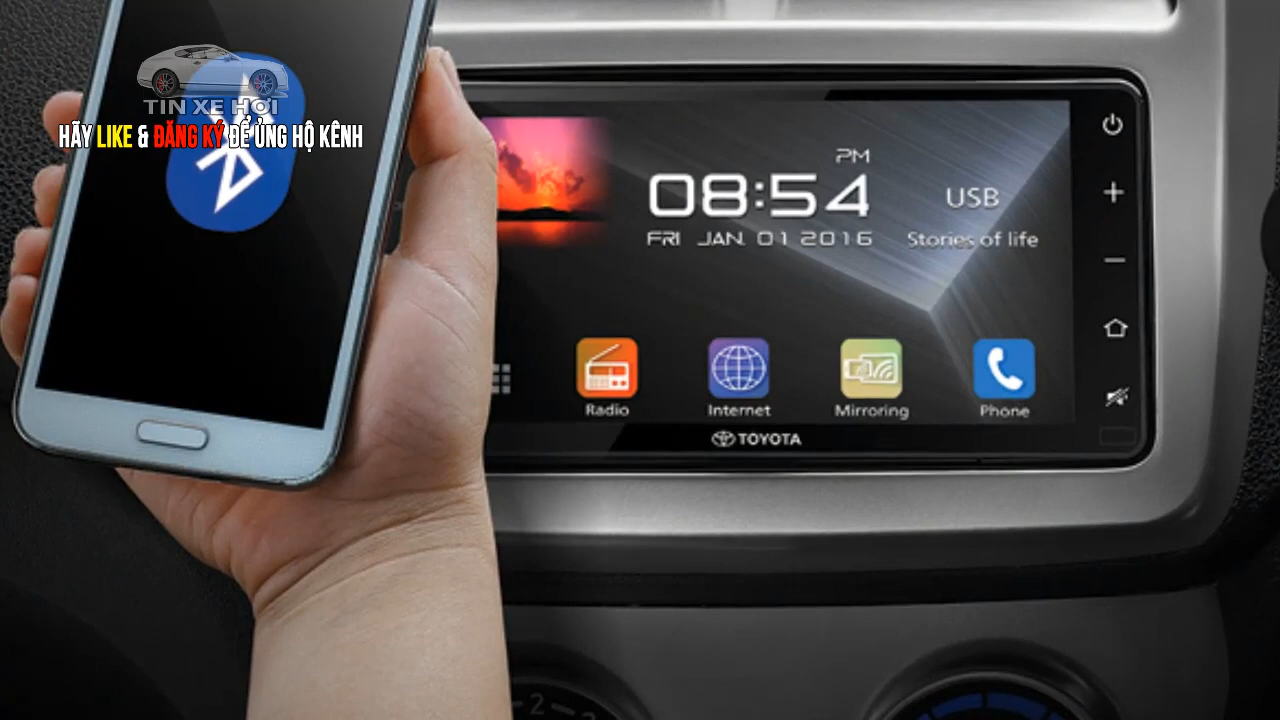 TIN XE HƠI
HÃY LIKE & ĐĂNG KÝ ĐỂ ỦNG HỘ KÊNH
PM
08:54
FRI JAN. 01 2016
USB
Stories of life
Radio
Internet
Mirroring
Phone
TOYOTA
2